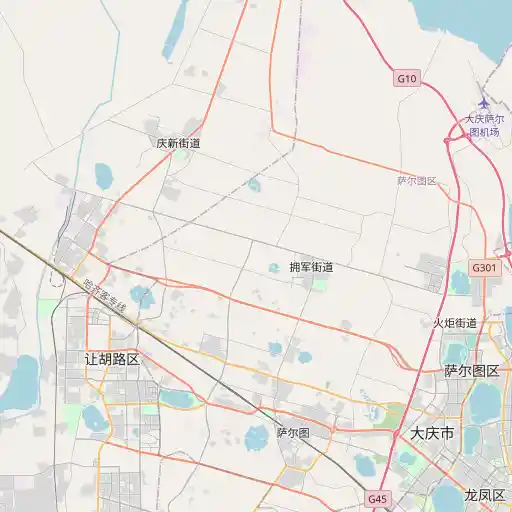 G10
大庆萨尔
图机场
庆新街道
萨尔图区
拥军街道
G301
哈齐客专线
火炬街道
让胡路区
萨尔图区
萨尔图
大庆市
G45
龙凤区